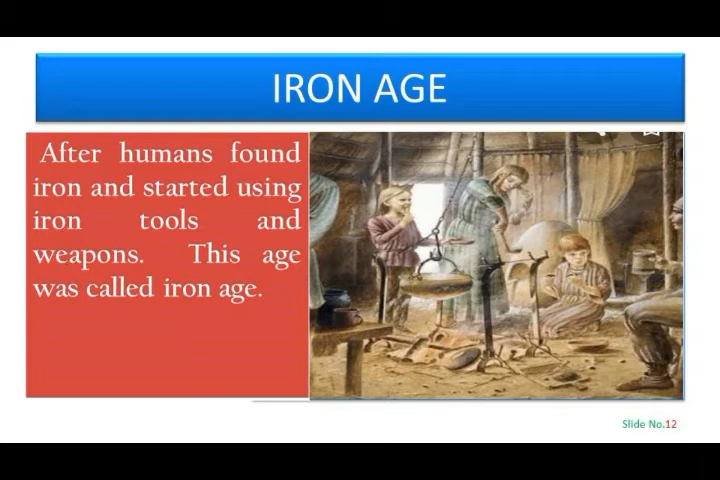 IRON AGE
After humans found
iron and started using
iron tools and
weapons. This age
was called iron age.
Slide No.12